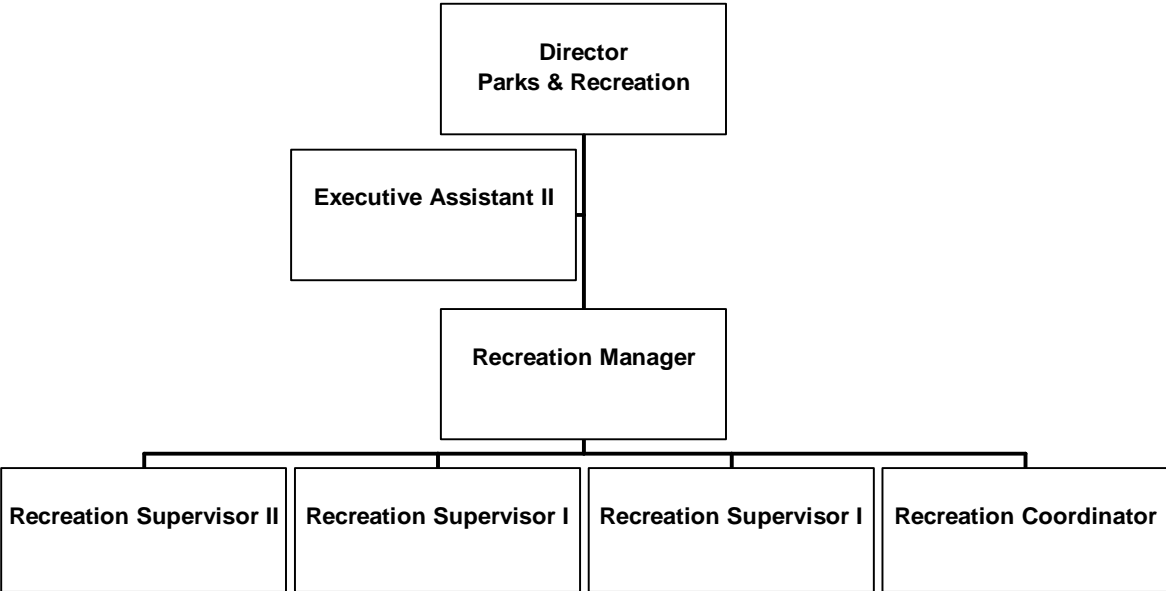 Director
Parks & Recreation
Executive Assistant II
Recreation Manager
Recreation Supervisor II
Recreation Supervisor I
Recreation Supervisor I
Recreation Coordinator